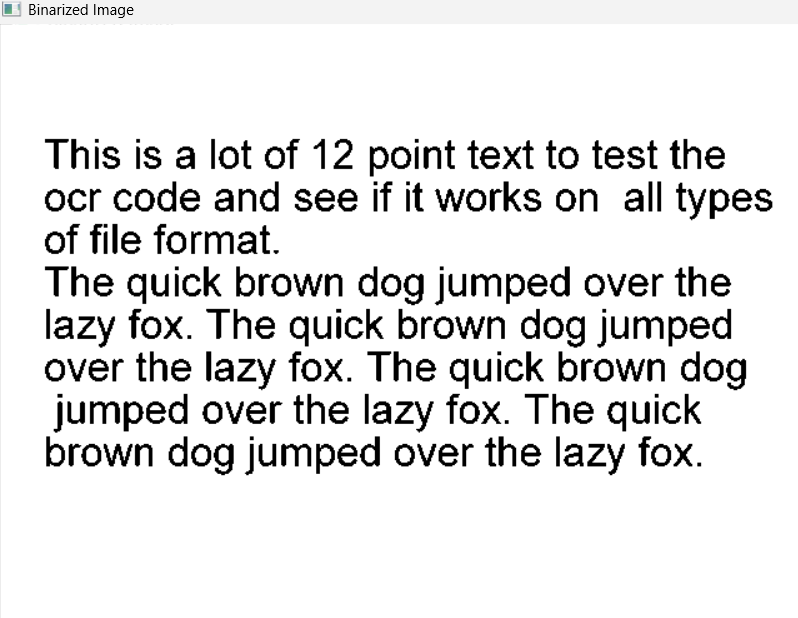 Binarized Image
This is a lot of 12 point text to test the
ocr code and see if it works on  all types
of file format.
The quick brown dog jumped over the
lazy fox. The quick brown dog jumped
over the lazy fox. The quick brown dog
jumped over the lazy fox. The quick
brown dog jumped over the lazy fox.